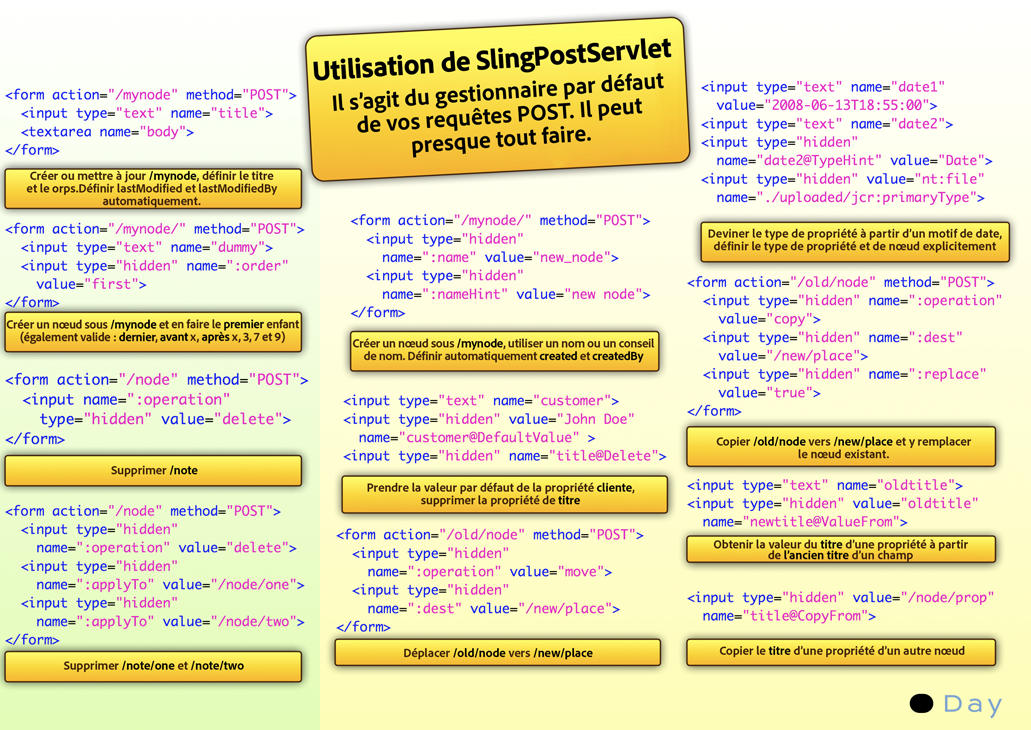 Utilisation de SlingPostServlet
Il s'agit du gestionnaire par défaut
de vos requêtes POST. Il peut
presque tout faire.
<form action="/mynode" method="POST">
<input type="text" name="title">
<textarea name="body">
</form>
Créer ou mettre à jour /mynode, définir le titre
et le orps.Définir lastModified et lastModifiedBy
automatiquement.
<form action="/mynode/" method="POST">
<input type="text" name="dummy">
<input type="hidden" name=":order"
value="first">
</form>
Créer un nœud sous /mynode et en faire le premier enfant
(également valide : dernier, avant x, après x, 3, 7 et 9)
<form action="/node" method="POST">
<input name=":operation"
type="hidden" value="delete">
</form>
Supprimer /note
<form action="/node" method="POST">
<input type="hidden"
name=":operation" value="delete">
<input type="hidden"
name=":applyTo" value="/node/one">
<input type="hidden"
name=":applyTo" value="/node/two">
</form>
Supprimer /note/one et /note/two
<form action="/mynode/" method="POST">
<input type="hidden"
name=":name" value="new_node">
<input type="hidden"
name=":nameHint" value="new node">
</form>
Créer un nœud sous /mynode, utiliser un nom ou un conseil
de nom. Définir automatiquement created et createdBy
<input type="text" name="customer">
<input type="hidden" value="John Doe"
name="customer@DefaultValue" >
<input type="hidden" name="title@Delete">
Prendre la valeur par défaut de la propriété cliente,
supprimer la propriété de titre
<form action="/old/node" method="POST">
<input type="hidden"
name=":operation" value="move">
<input type="hidden"
name=":dest" value="/new/place">
</form>
Déplacer /old/node vers /new/place
<input type="text" name="date1"
value="2008-06-13T18:55:00">
<input type="text" name="date2">
<input type="hidden"
name="date2@TypeHint" value="Date">
<input type="hidden" value="nt:file"
name="./uploaded/jcr:primaryType">
Deviner le type de propriété à partir d'un motif de date,
définir le type de propriété et de nœud explicitement
<form action="/old/node" method="POST">
<input type="hidden" name=":operation"
value="copy">
<input type="hidden" name=":dest"
value="/new/place">
<input type="hidden" name=":replace"
value="true">
</form>
Copier /old/node vers /new/place et y remplacer
le nœud existant.
<input type="text" name="oldtitle">
<input type="hidden" value="oldtitle"
name="newtitle@ValueFrom">
Obtenir la valeur du titre d'une propriété à partir
de l'ancien titre d'un champ
<input type="hidden" value="/node/prop"
name="title@CopyFrom">
Copier le titre d'une propriété d'un autre nœud
Day